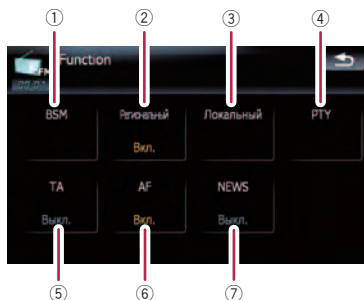 ① ② ③ ④
Function
FM
BSM Региональный Локальный PTY
Вкл.
TA AF NEWS
Выкл. Вкл. Выкл.
⑤ ⑥ ⑦